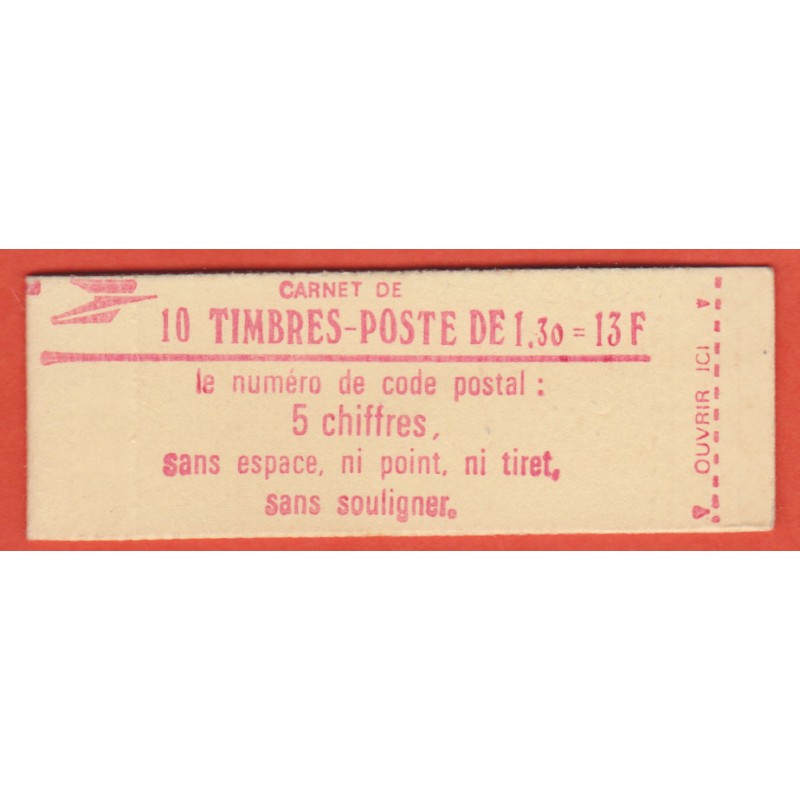 CARNET DE
10 TIMBRES-POSTE DE 1.30 = 13 F
le numéro de code postal :
5 chiffres,
sans espace, ni point, ni tiret,
sans souligner.
OUVRIR ICI